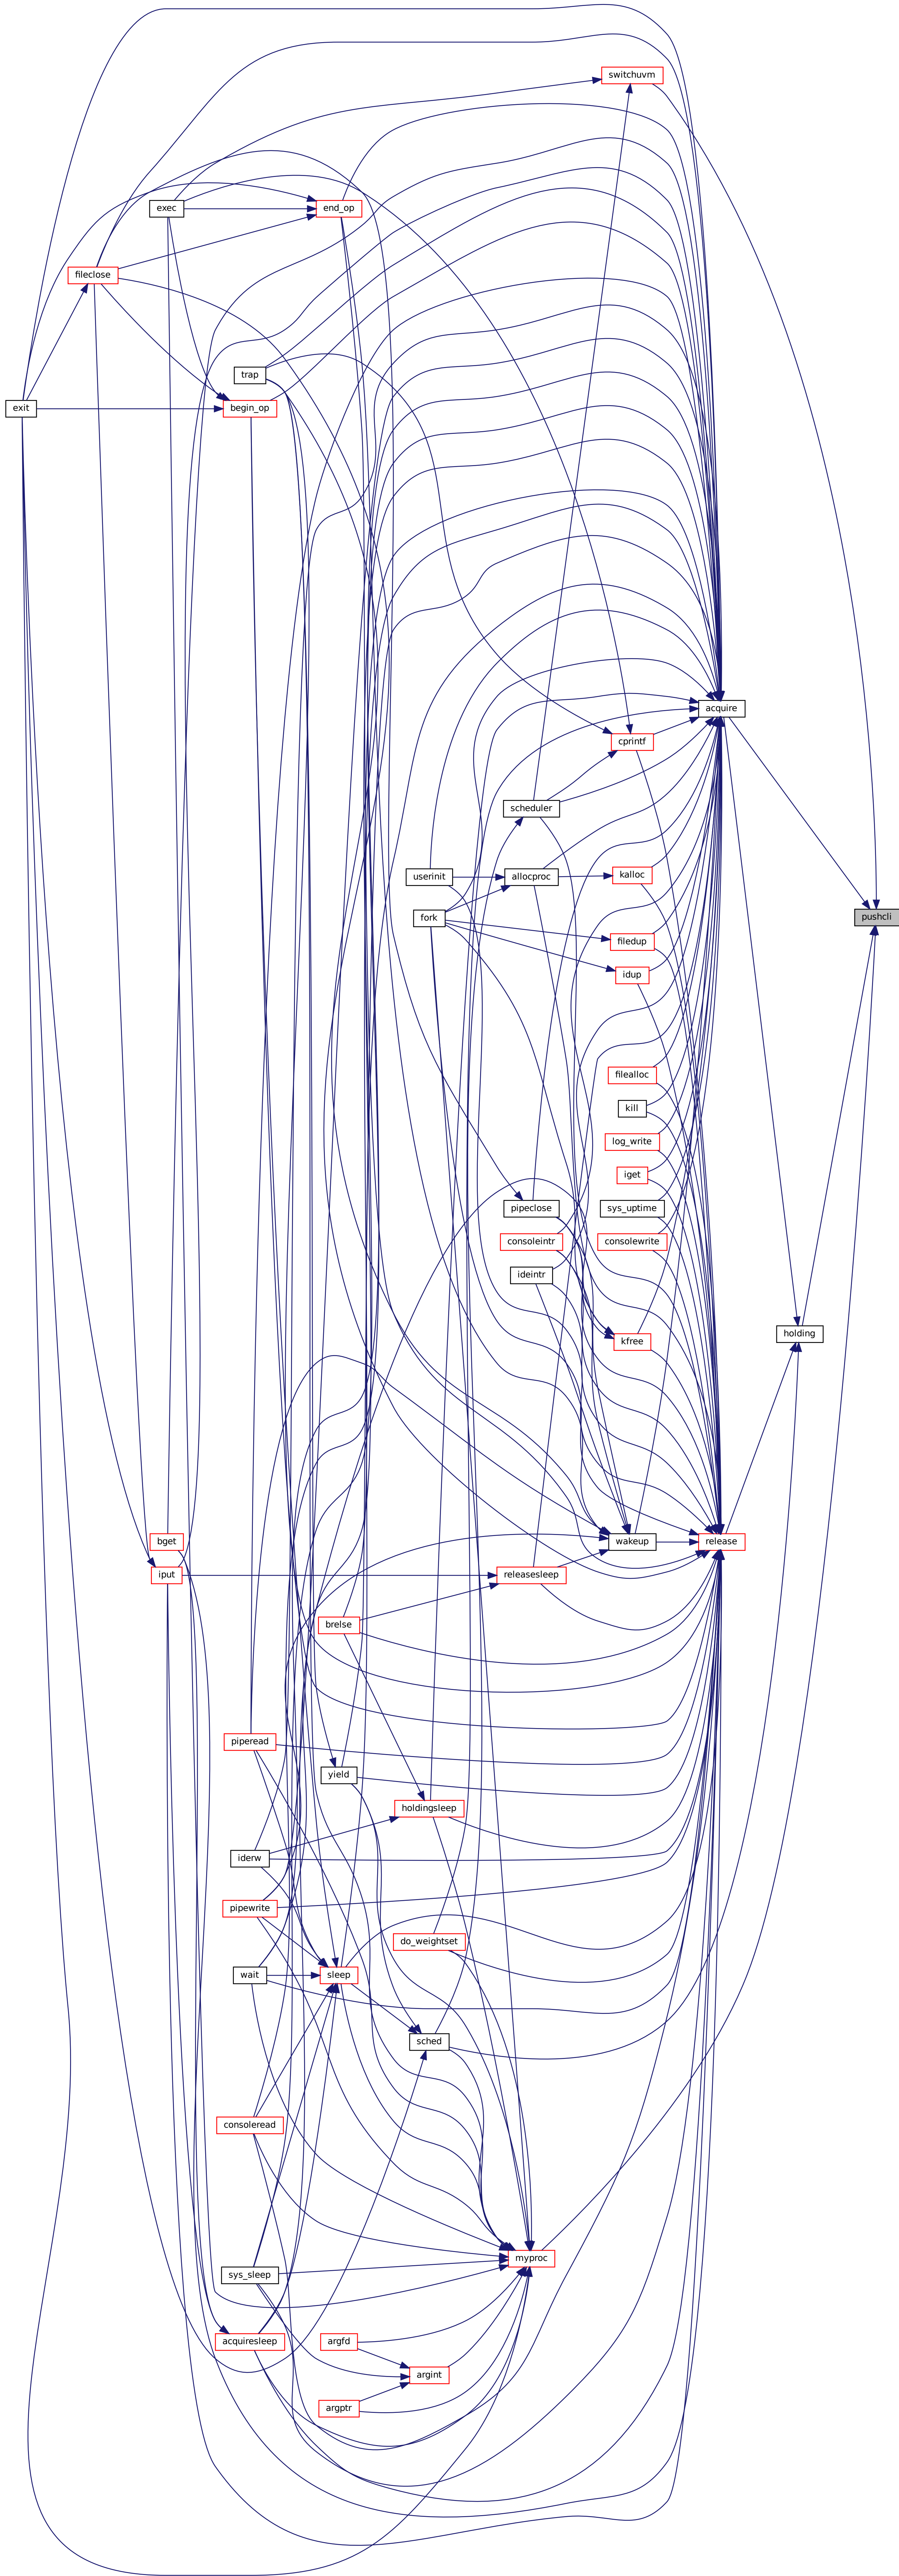 switchuvm
exec
end_op
fileclose
trap
exit
begin_op
acquire
cprintf
scheduler
userinit
allocproc
kalloc
fork
pushcli
filedup
idup
filealloc
kill
log_write
iget
pipeclose
sys_uptime
consoleintr
consolewrite
ideintr
holding
kfree
bget
wakeup
release
iput
releasesleep
brelse
piperead
yield
holdingsleep
iderw
pipewrite
do_weightset
wait
sleep
sched
consoleread
myproc
sys_sleep
acquiresleep
argfd
argint
argptr